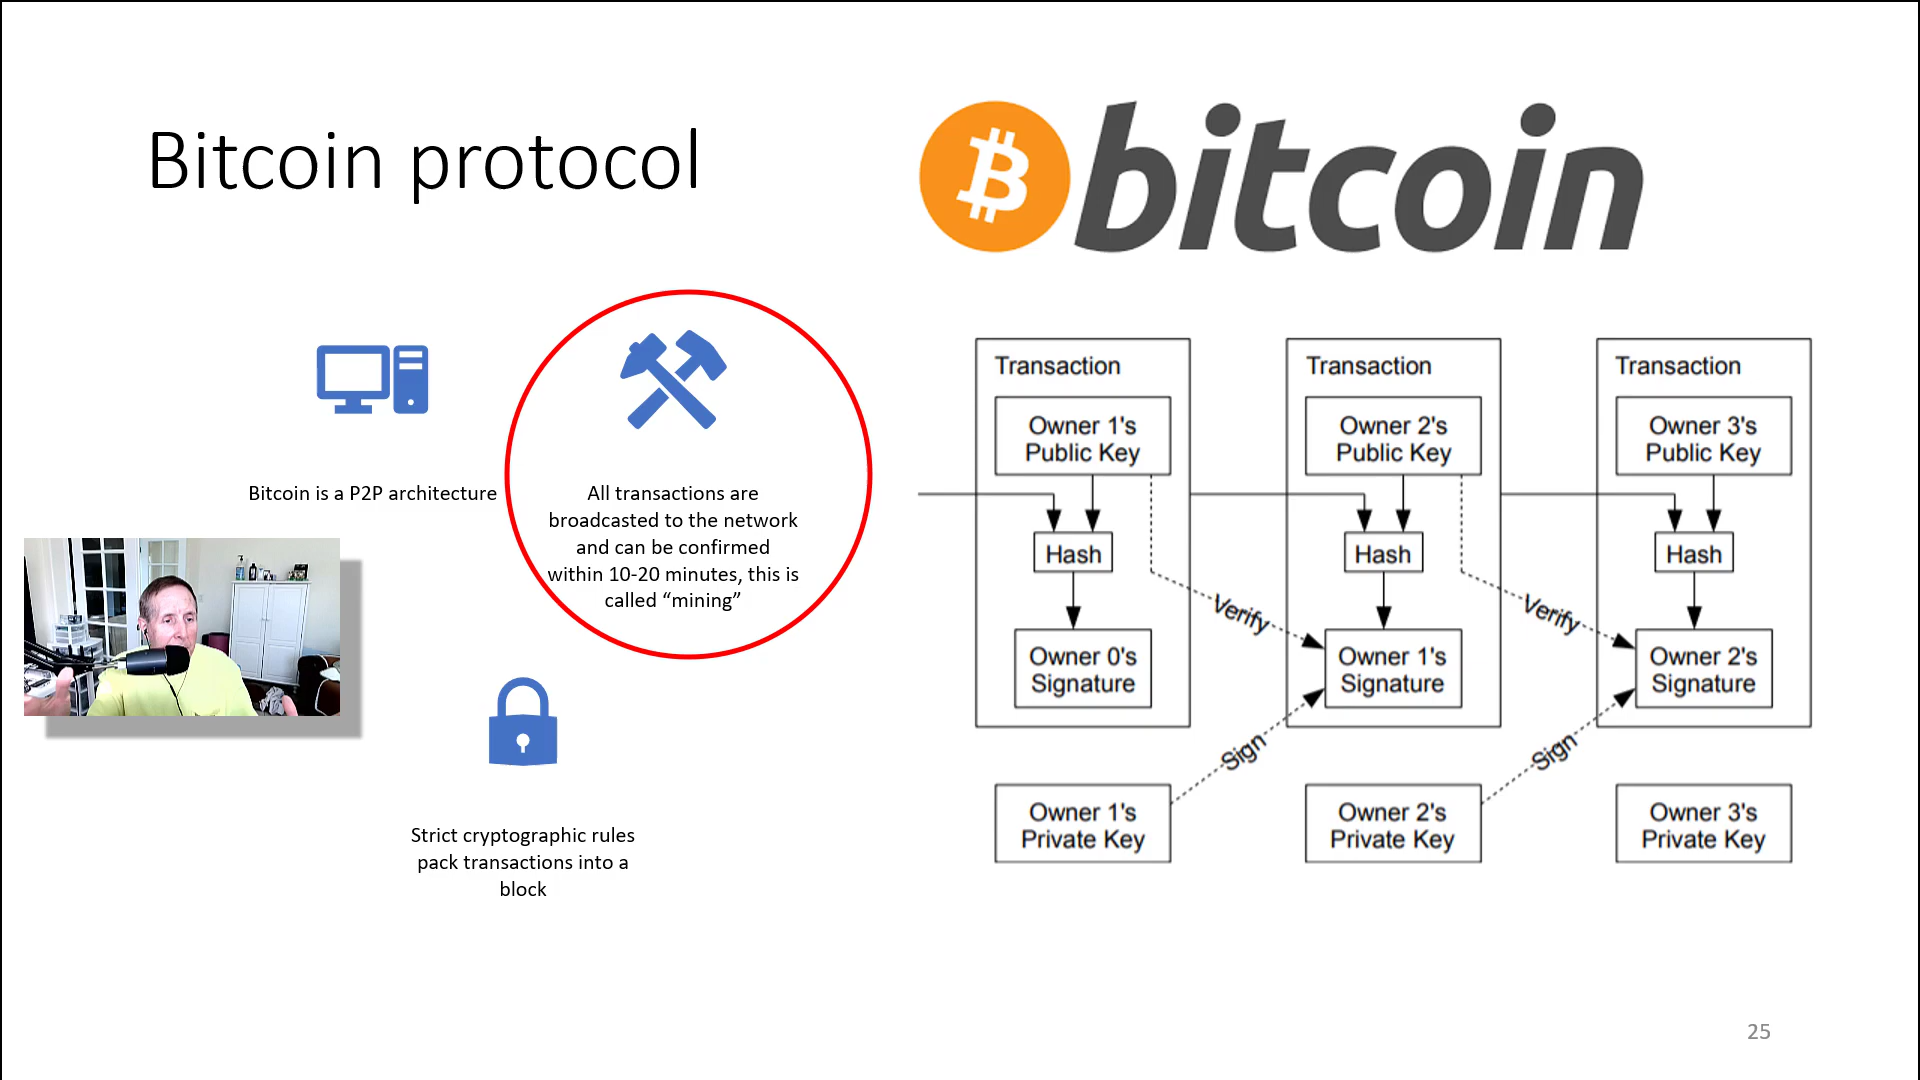 Bitcoin protocol
bitcoin
Bitcoin is a P2P architecture
All transactions are
broadcasted to the network
and can be confirmed
within 10-20 minutes, this is
called “mining”
Strict cryptographic rules
pack transactions into a
block
Transaction
Owner 1's
Public Key
Hash
Owner 0's
Signature
Verify
Sign
Owner 1's
Private Key
Transaction
Owner 2's
Public Key
Hash
Owner 1's
Signature
Verify
Sign
Owner 2's
Private Key
Transaction
Owner 3's
Public Key
Hash
Owner 2's
Signature
Owner 3's
Private Key
25